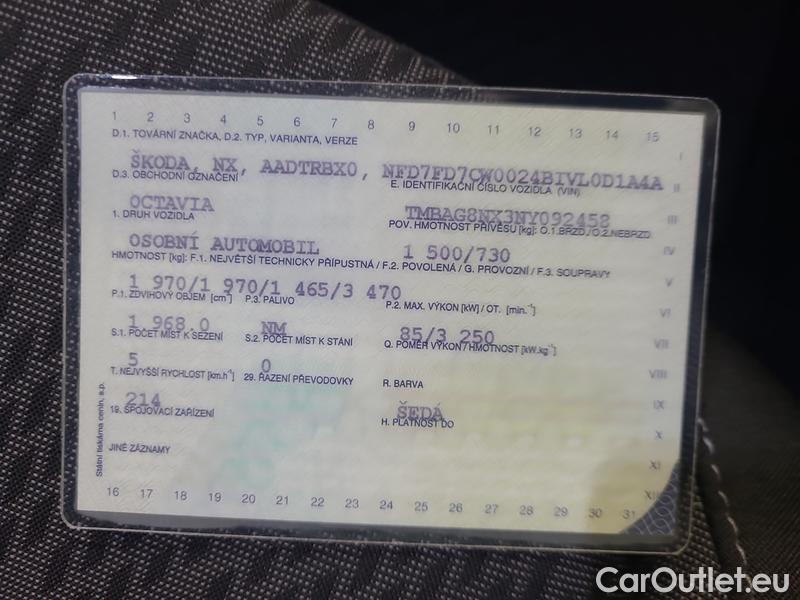 1 2 3 4 5 6 7 8 9 10 11 12 13 14 15
D.1. TOVÁRNÍ ZNAČKA, D.2. TYP, VARIANTA, VERZE
I
ŠKODA, NX, AADTRBX0, NFD7FD7CW0024BIVL0D1A4A
D.3. OBCHODNÍ OZNAČENÍ E. IDENTIFIKAČNÍ ČÍSLO VOZIDLA (VIN)
II
OCTAVIA TMBAG8NX3NY092458
III
1. DRUH VOZIDLA POV. HMOTNOST PŘÍVĚSU [kg]: O.1.BRZD./O.2.NEBRZD.
OSOBNÍ AUTOMOBIL 1 500/730
IV
HMOTNOST [kg]: F.1. NEJVĚTŠÍ TECHNICKY PŘÍPUSTNÁ / F.2. POVOLENÁ / G. PROVOZNÍ / F.3. SOUPRAVY
V
1 970/1 970/1 465/3 470
P.1. ZDVIHOVÝ OBJEM [cm³] P.3. PALIVO P.2. MAX. VÝKON [kW] / OT. [min.⁻¹]
VI
1 968.0 NM 85/3 250
S.1. POČET MÍST K SEZENÍ S.2. POČET MÍST K STÁNÍ Q. POMĚR VÝKON / HMOTNOST [kW.kg⁻¹]
VII
5 0
T. NEJVYŠŠÍ RYCHLOST [km.h⁻¹] 29. ŘAZENÍ PŘEVODOVKY R. BARVA
VIII
214 ŠEDÁ
IX
19. SPOJOVACÍ ZAŘÍZENÍ H. PLATNOST DO
X
JINÉ ZÁZNAMY
XI
XII
16 17 18 19 20 21 22 23 24 25 26 27 28 29 30 31
Státní tiskárna cenin, s.p.
CarOutlet.eu